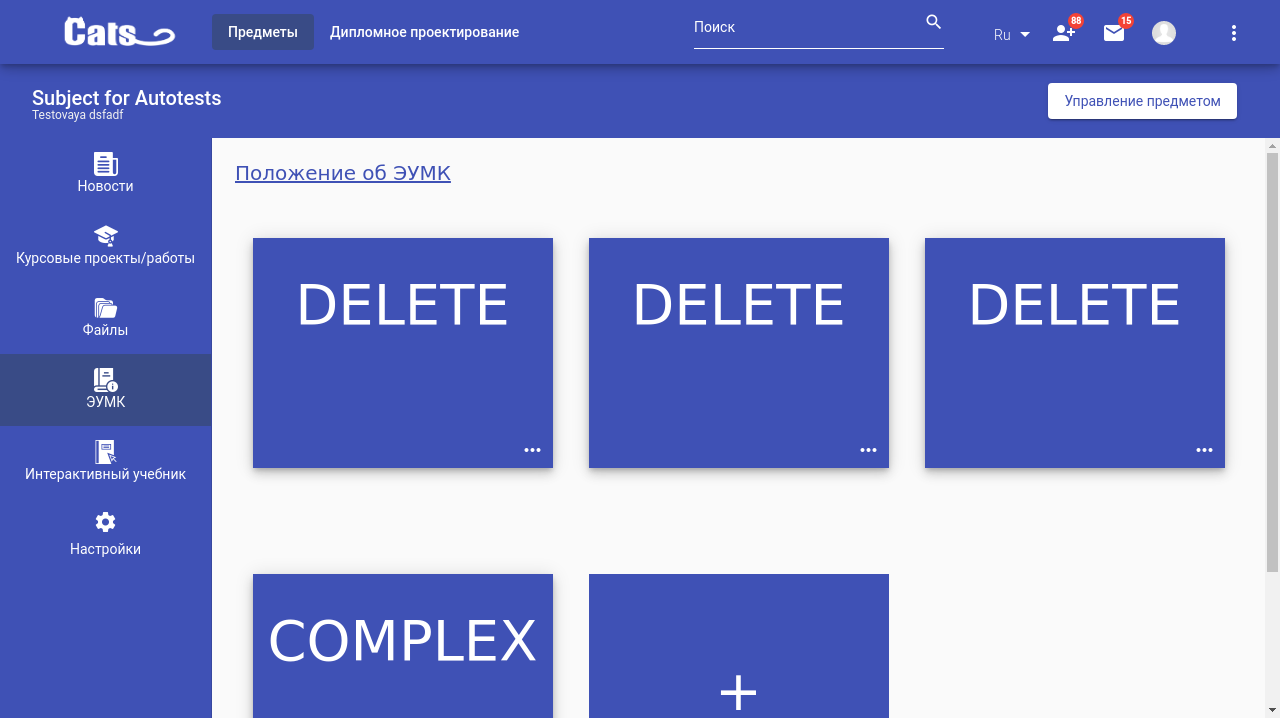 Cats
Предметы
Дипломное проектирование
Поиск
Ru
88
15
Subject for Autotests
Testovaya dsfadf
Управление предметом
Новости
Курсовые проекты/работы
Файлы
ЭУМК
Интерактивный учебник
Настройки
Положение об ЭУМК
DELETE
DELETE
DELETE
COMPLEX
+